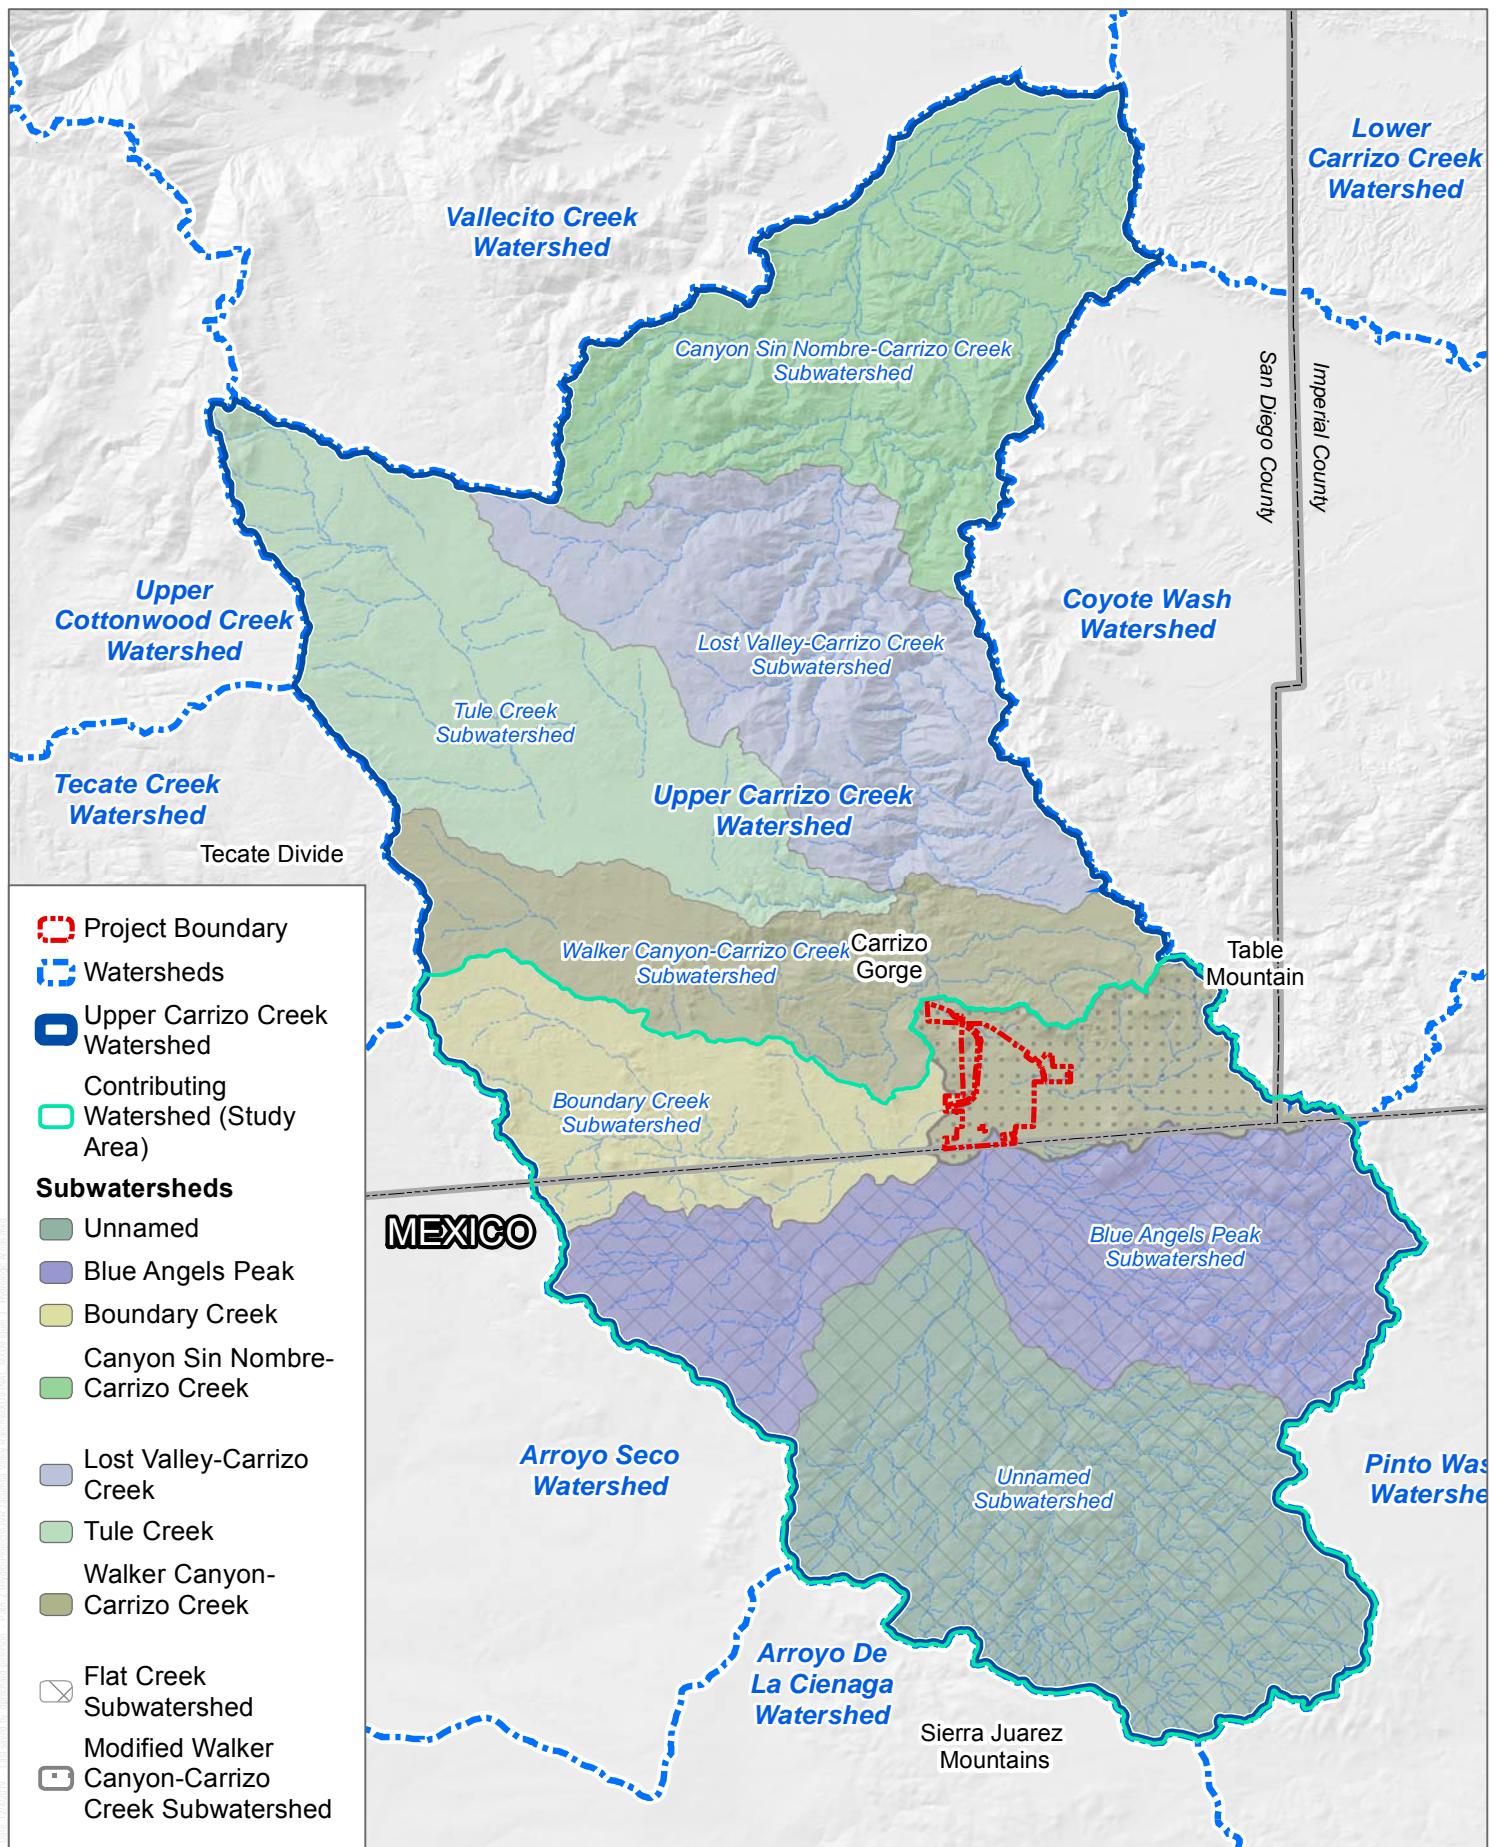 Lower
Carrizo Creek
Watershed
Vallecito Creek
Watershed
Canyon Sin Nombre-Carrizo Creek
Subwatershed
San Diego County
Imperial County
Upper
Cottonwood Creek
Watershed
Coyote Wash
Watershed
Lost Valley-Carrizo Creek
Subwatershed
Tule Creek
Subwatershed
Tecate Creek
Watershed
Upper Carrizo Creek
Watershed
Tecate Divide
Walker Canyon-Carrizo Creek
Subwatershed
Carrizo
Gorge
Table
Mountain
Boundary Creek
Subwatershed
MEXICO
Blue Angels Peak
Subwatershed
Arroyo Seco
Watershed
Unnamed
Subwatershed
Pinto Was
Watershe
Arroyo De
La Cienaga
Watershed
Sierra Juarez
Mountains
Project Boundary
Watersheds
Upper Carrizo Creek
Watershed
Contributing
Watershed (Study
Area)
Subwatersheds
Unnamed
Blue Angels Peak
Boundary Creek
Canyon Sin Nombre-
Carrizo Creek
Lost Valley-Carrizo
Creek
Tule Creek
Walker Canyon-
Carrizo Creek
Flat Creek
Subwatershed
Modified Walker
Canyon-Carrizo
Creek Subwatershed